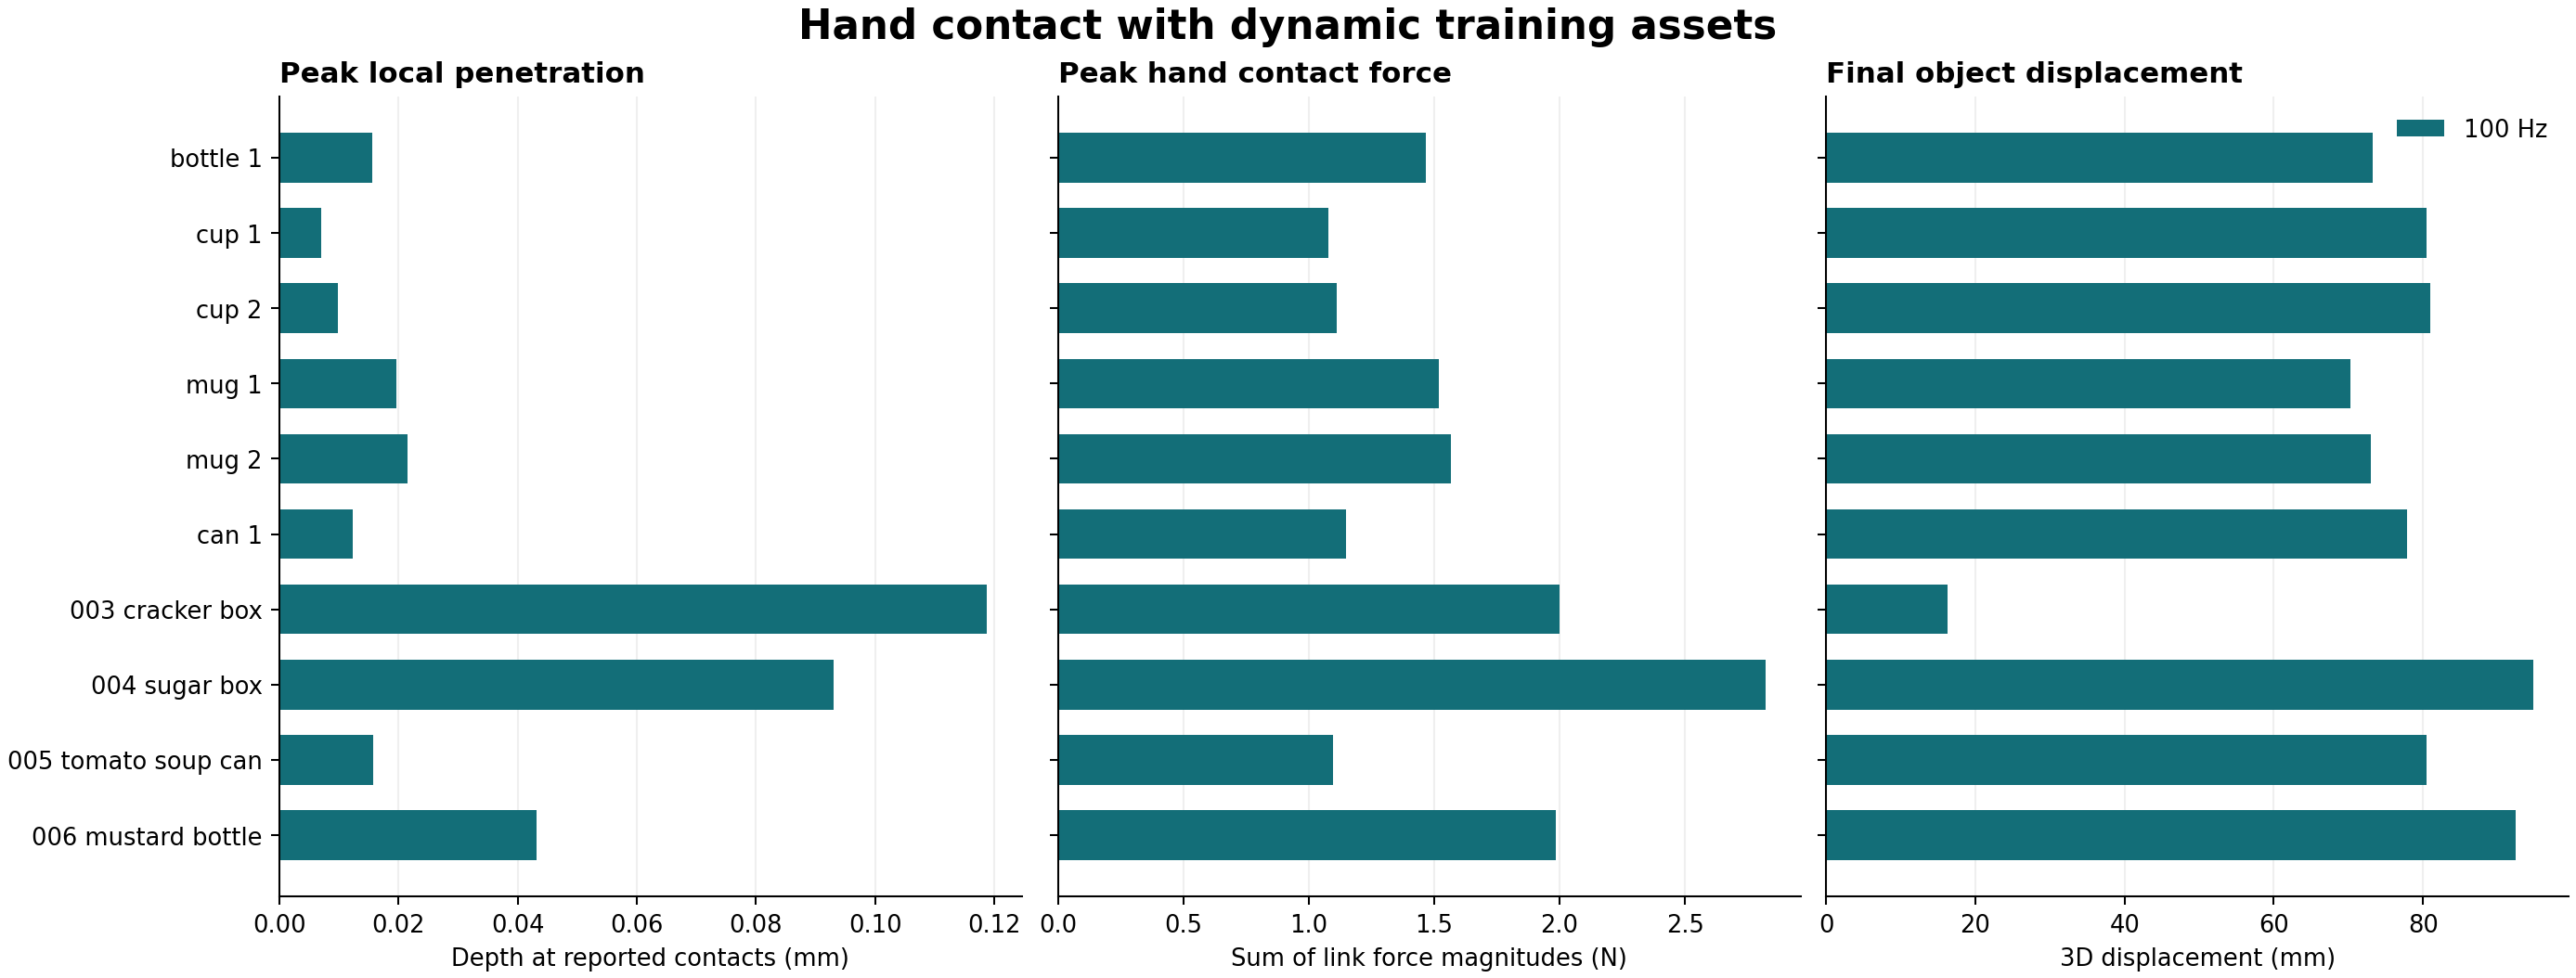 Hand contact with dynamic training assets
Peak local penetration
Peak hand contact force
Final object displacement
100 Hz
bottle 1
cup 1
cup 2
mug 1
mug 2
can 1
003 cracker box
004 sugar box
005 tomato soup can
006 mustard bottle
0.00 0.02 0.04 0.06 0.08 0.10 0.12
Depth at reported contacts (mm)
0.0 0.5 1.0 1.5 2.0 2.5
Sum of link force magnitudes (N)
0 20 40 60 80
3D displacement (mm)